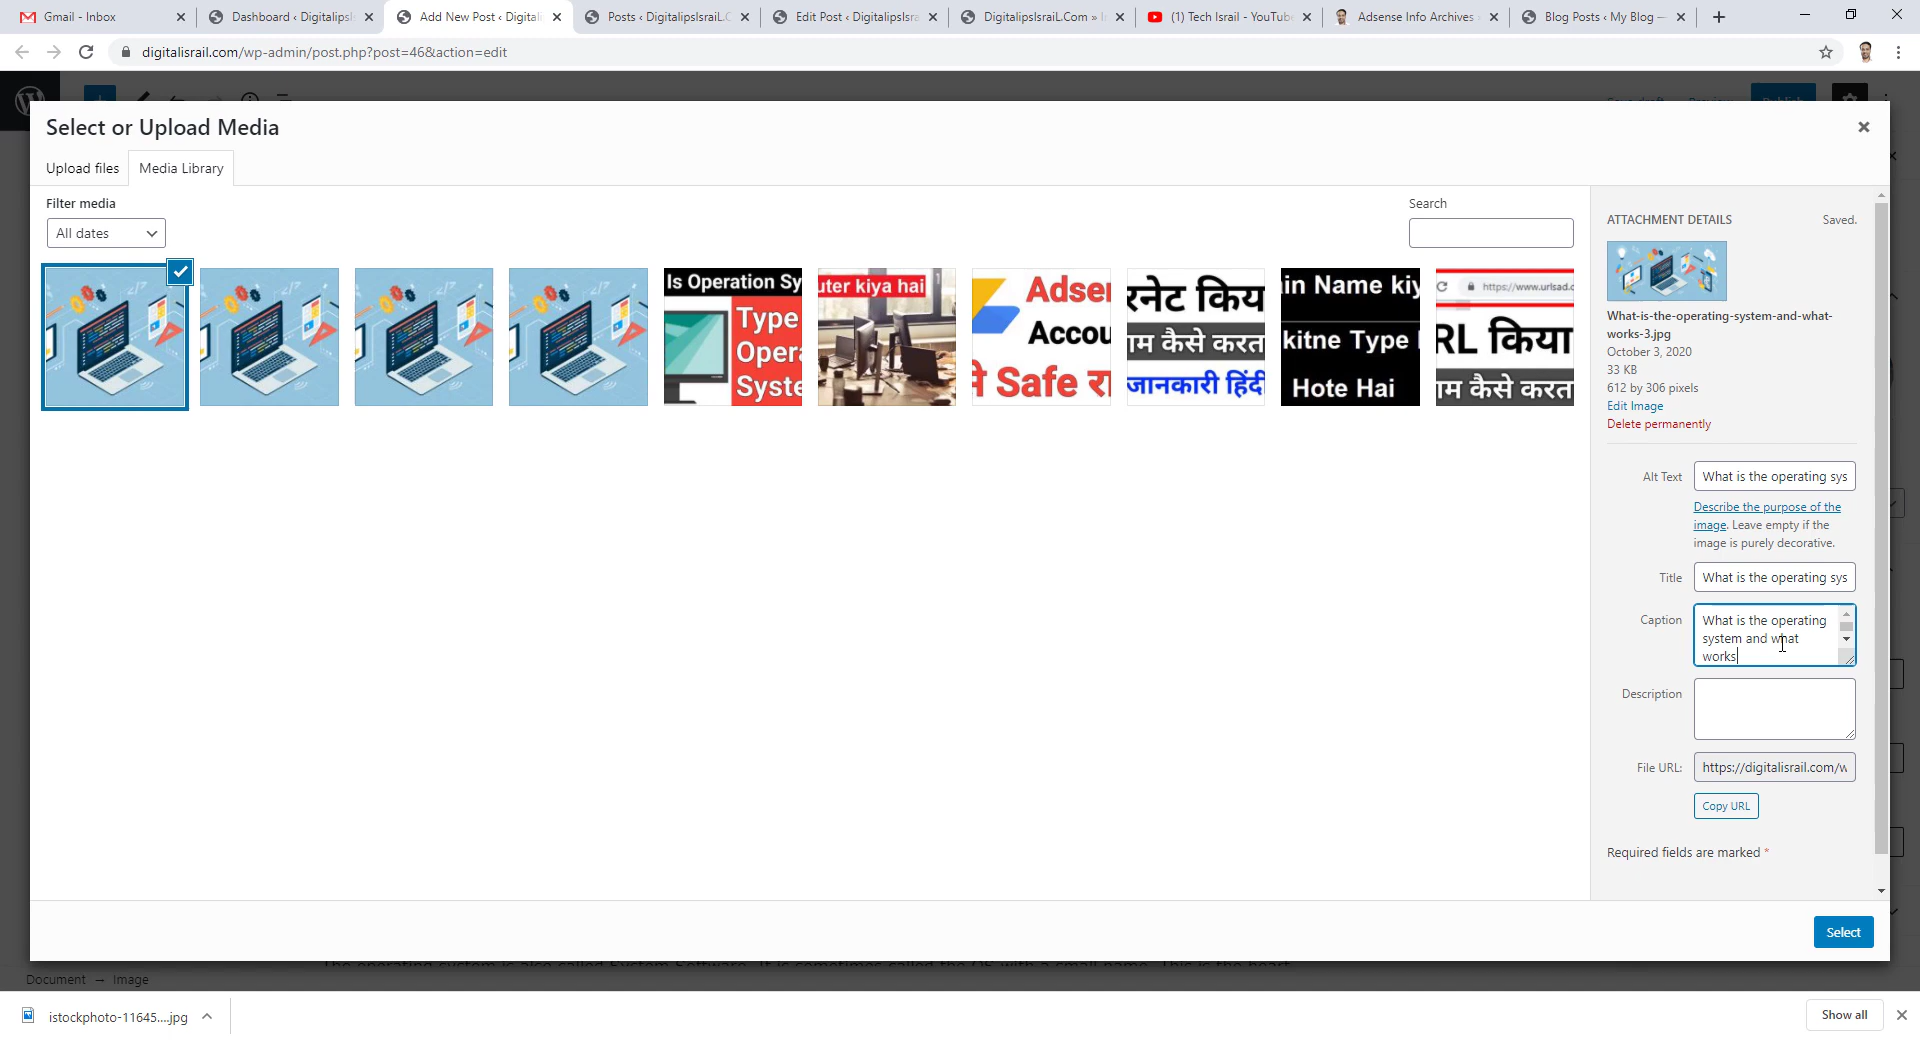 Gmail - Inbox
Dashboard ‹ Digitalips
Add New Post ‹ Digital
Posts ‹ DigitalipsIsraiL.C
Edit Post ‹ DigitalipsIsra
DigitalipsIsraiL.Com »
(1) Tech Israil - YouTube
Adsense Info Archives
Blog Posts ‹ My Blog —
digitalisrail.com/wp-admin/post.php?post=46&action=edit
Select or Upload Media
Upload files
Media Library
Filter media
All dates
Search
Is Operation Sy
Type
Opera
Syste
uter kiya hai
Adser
Accou
Safe
रनेट किय
म कैसे करत
जानकारी हिंदी
in Name kiy
kitne Type
Hote Hai
https://www.urlsad.c
RL किया
म कैसे करत
ATTACHMENT DETAILS
Saved.
What-is-the-operating-system-and-what-
works-3.jpg
October 3, 2020
33 KB
612 by 306 pixels
Edit Image
Delete permanently
Alt Text
What is the operating sys
Describe the purpose of the
image. Leave empty if the
image is purely decorative.
Title
What is the operating sys
Caption
What is the operating
system and what
works
Description
File URL:
https://digitalisrail.com/w
Copy URL
Required fields are marked *
Select
Document → Image
istockphoto-11645....jpg
Show all